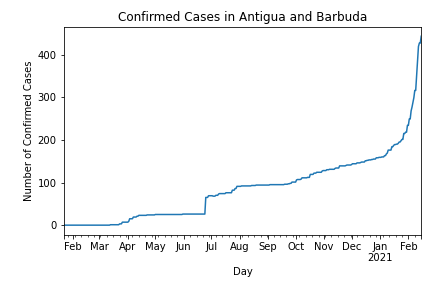 Confirmed Cases in Antigua and Barbuda
Number of Confirmed Cases
400
300
200
100
0
Feb Mar Apr May Jun Jul Aug Sep Oct Nov Dec Jan Feb
2021
Day